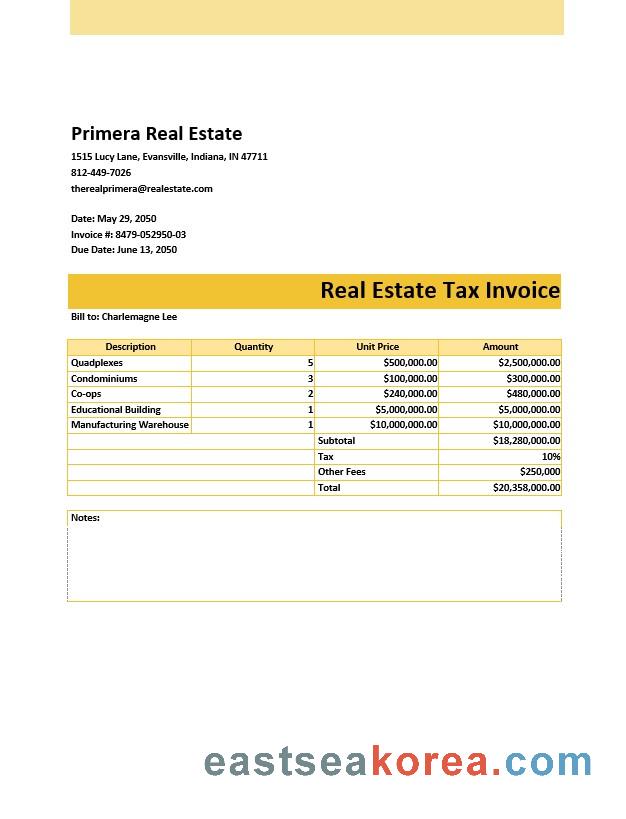 Primera Real Estate
1515 Lucy Lane, Evansville, Indiana, IN 47711
812-449-7026
therealprimera@realestate.com
Date: May 29, 2050
Invoice #: 8479-052950-03
Due Date: June 13, 2050
Real Estate Tax Invoice
Bill to: Charlemagne Lee
Description Quantity Unit Price Amount
Quadplexes 5 $500,000.00 $2,500,000.00
Condominiums 3 $100,000.00 $300,000.00
Co-ops 2 $240,000.00 $480,000.00
Educational Building 1 $5,000,000.00 $5,000,000.00
Manufacturing Warehouse 1 $10,000,000.00 $10,000,000.00
Subtotal $18,280,000.00
Tax 10%
Other Fees $250,000
Total $20,358,000.00
Notes:
eastseakorea.com